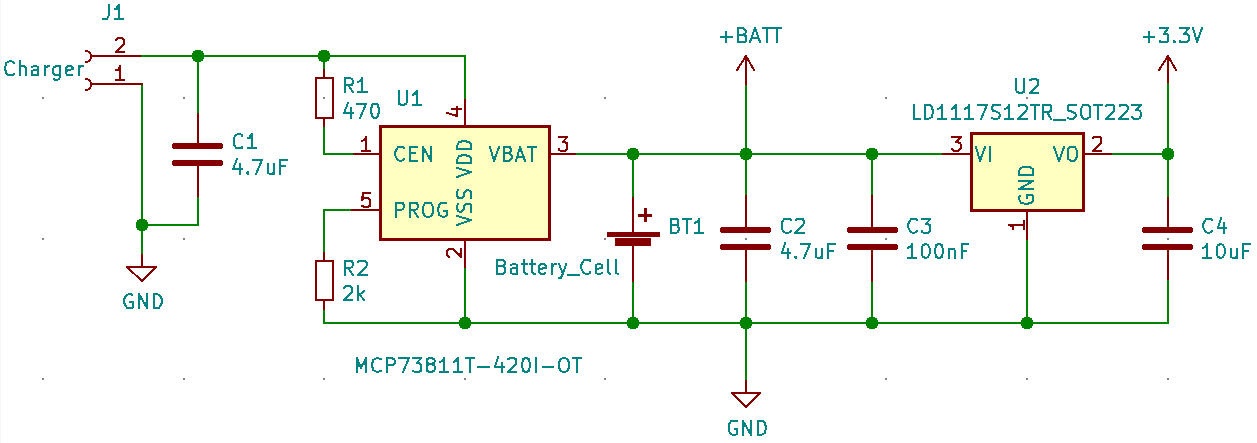 J1
Charger
2
1
C1
4.7uF
GND
R1
470
R2
2k
U1
4
1
CEN
VDD
VBAT
3
5
PROG
VSS
2
MCP73811T-420I-OT
Battery_Cell
+
BT1
+BATT
C2
4.7uF
GND
C3
100nF
U2
LD1117S12TR_SOT223
3
VI
VO
2
GND
1
+3.3V
C4
10uF